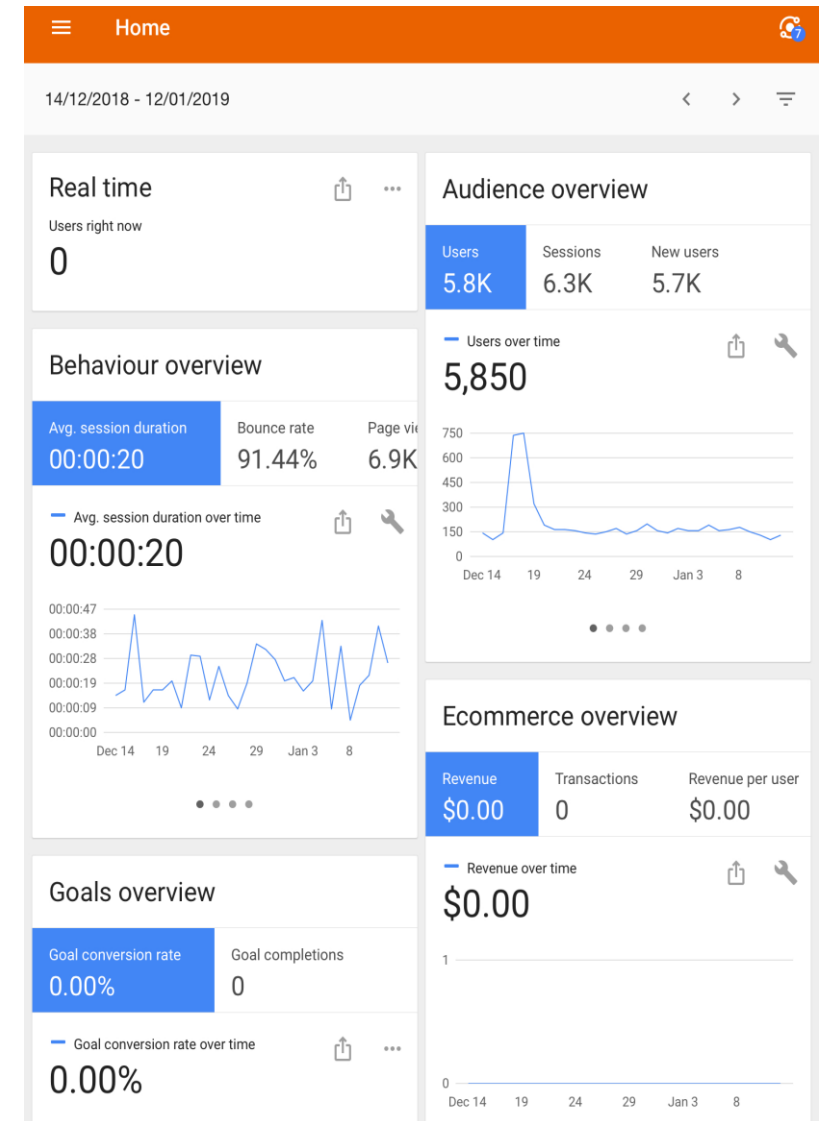 Home
7
14/12/2018 - 12/01/2019
Real time
Users right now
0
Behaviour overview
Avg. session duration Bounce rate Page vie
00:00:20 91.44% 6.9K
Avg. session duration over time
00:00:20
00:00:47
00:00:38
00:00:28
00:00:19
00:00:09
00:00:00
Dec 14 19 24 29 Jan 3 8
Goals overview
Goal conversion rate Goal completions
0.00% 0
Goal conversion rate over time
0.00%
Audience overview
Users Sessions New users
5.8K 6.3K 5.7K
Users over time
5,850
750
600
450
300
150
0
Dec 14 19 24 29 Jan 3 8
Ecommerce overview
Revenue Transactions Revenue per user
$0.00 0 $0.00
Revenue over time
$0.00
1
0
Dec 14 19 24 29 Jan 3 8